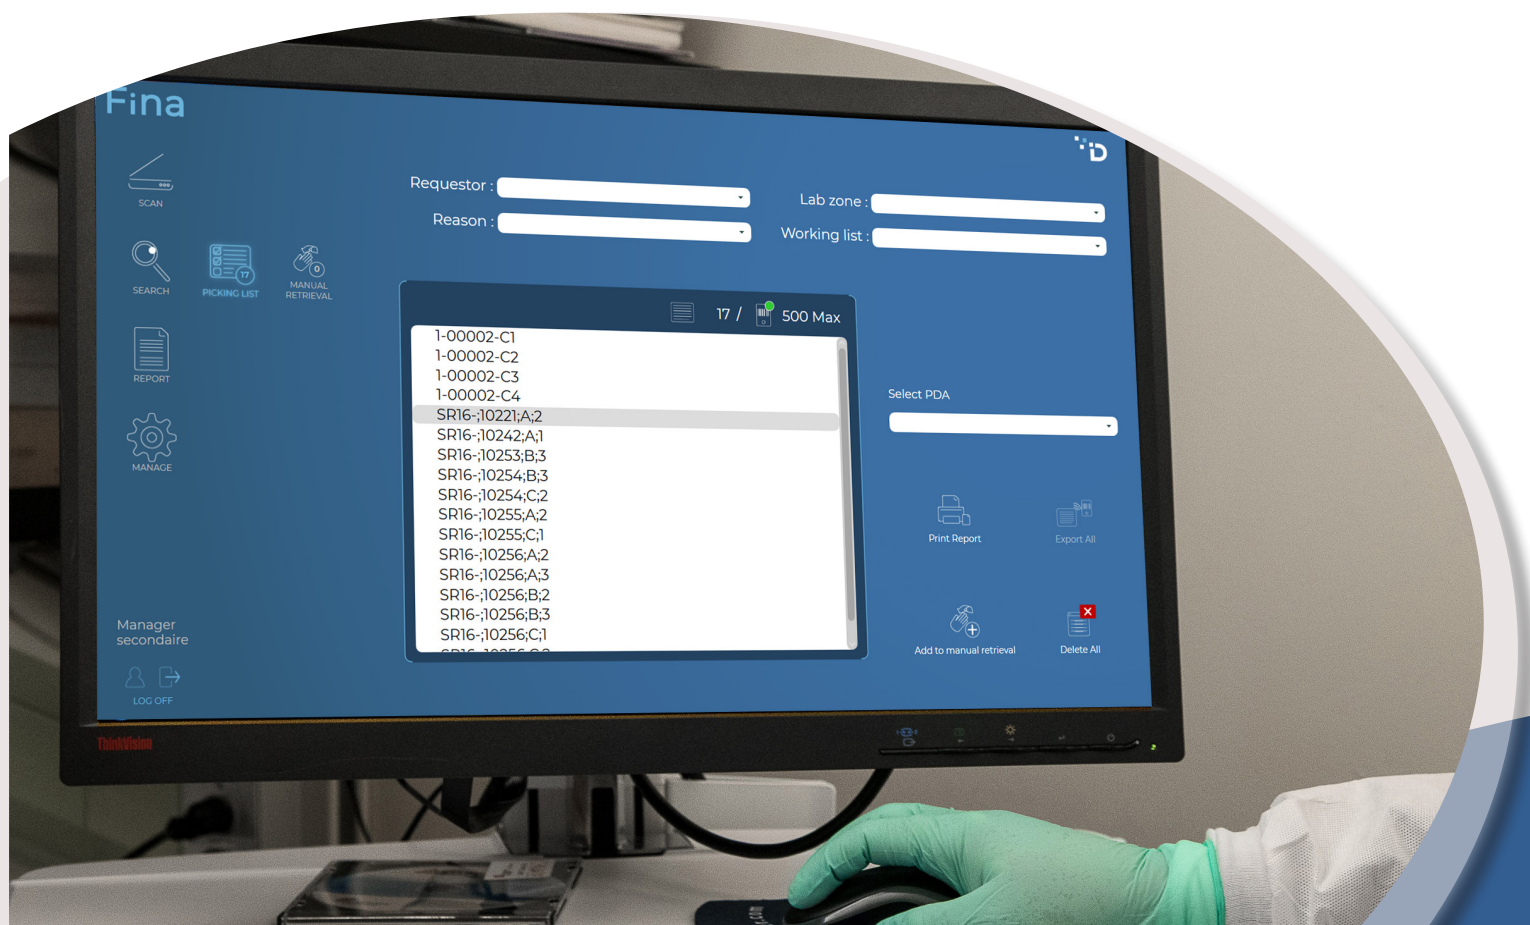 Fina
D
SCAN
Requestor :
Lab zone :
Reason :
Working list :
SEARCH
17
PICKING LIST
0
MANUAL
RETRIEVAL
17 / 500 Max
1-00002-C1
1-00002-C2
1-00002-C3
1-00002-C4
SR16-;10221;A;2
SR16-;10242;A;1
SR16-;10253;B;3
SR16-;10254;B;3
SR16-;10254;C;2
SR16-;10255;A;2
SR16-;10255;C;1
SR16-;10256;A;2
SR16-;10256;A;3
SR16-;10256;B;2
SR16-;10256;B;3
SR16-;10256;C;1
REPORT
MANAGE
Select PDA
Print Report
Export All
Add to manual retrieval
Delete All
Manager
secondaire
LOG OFF
ThinkVision